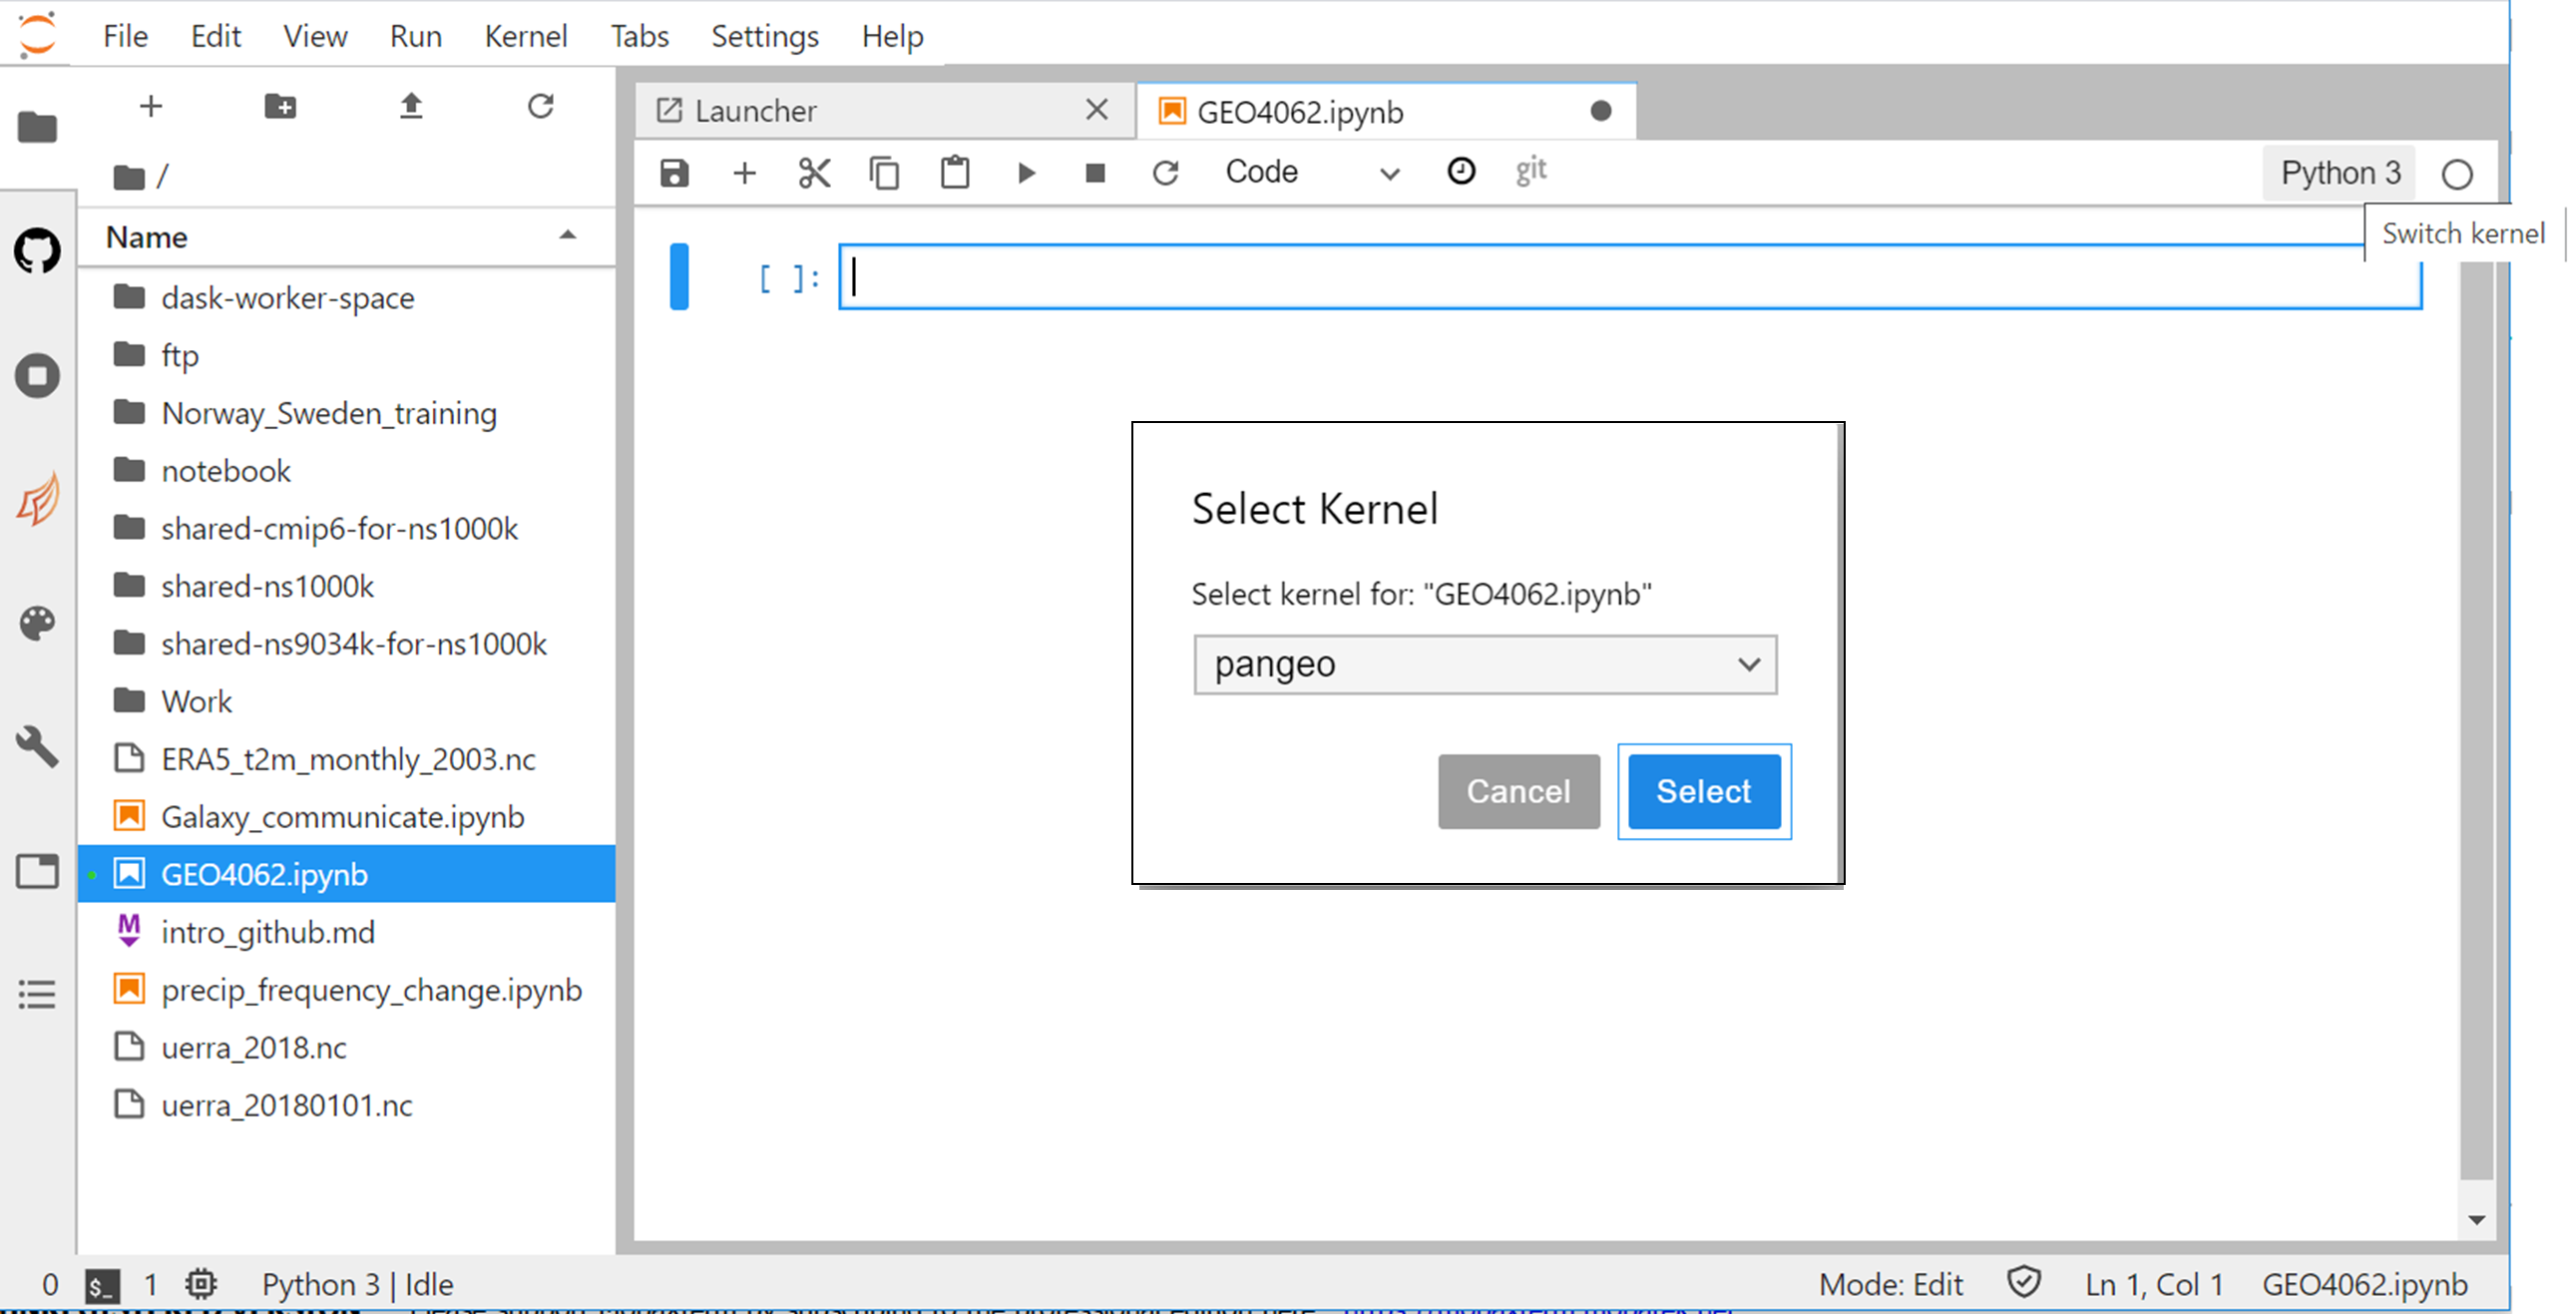 File Edit View Run Kernel Tabs Settings Help
Launcher
GEO4062.ipynb
/
Code
git
Python 3
Switch kernel
Name
[ ]:
dask-worker-space
ftp
Norway_Sweden_training
notebook
shared-cmip6-for-ns1000k
shared-ns1000k
shared-ns9034k-for-ns1000k
Work
ERA5_t2m_monthly_2003.nc
Galaxy_communicate.ipynb
GEO4062.ipynb
intro_github.md
precip_frequency_change.ipynb
uerra_2018.nc
uerra_20180101.nc
Select Kernel
Select kernel for: "GEO4062.ipynb"
pangeo
Cancel Select
0 $_ 1 Python 3 | Idle Mode: Edit Ln 1, Col 1 GEO4062.ipynb